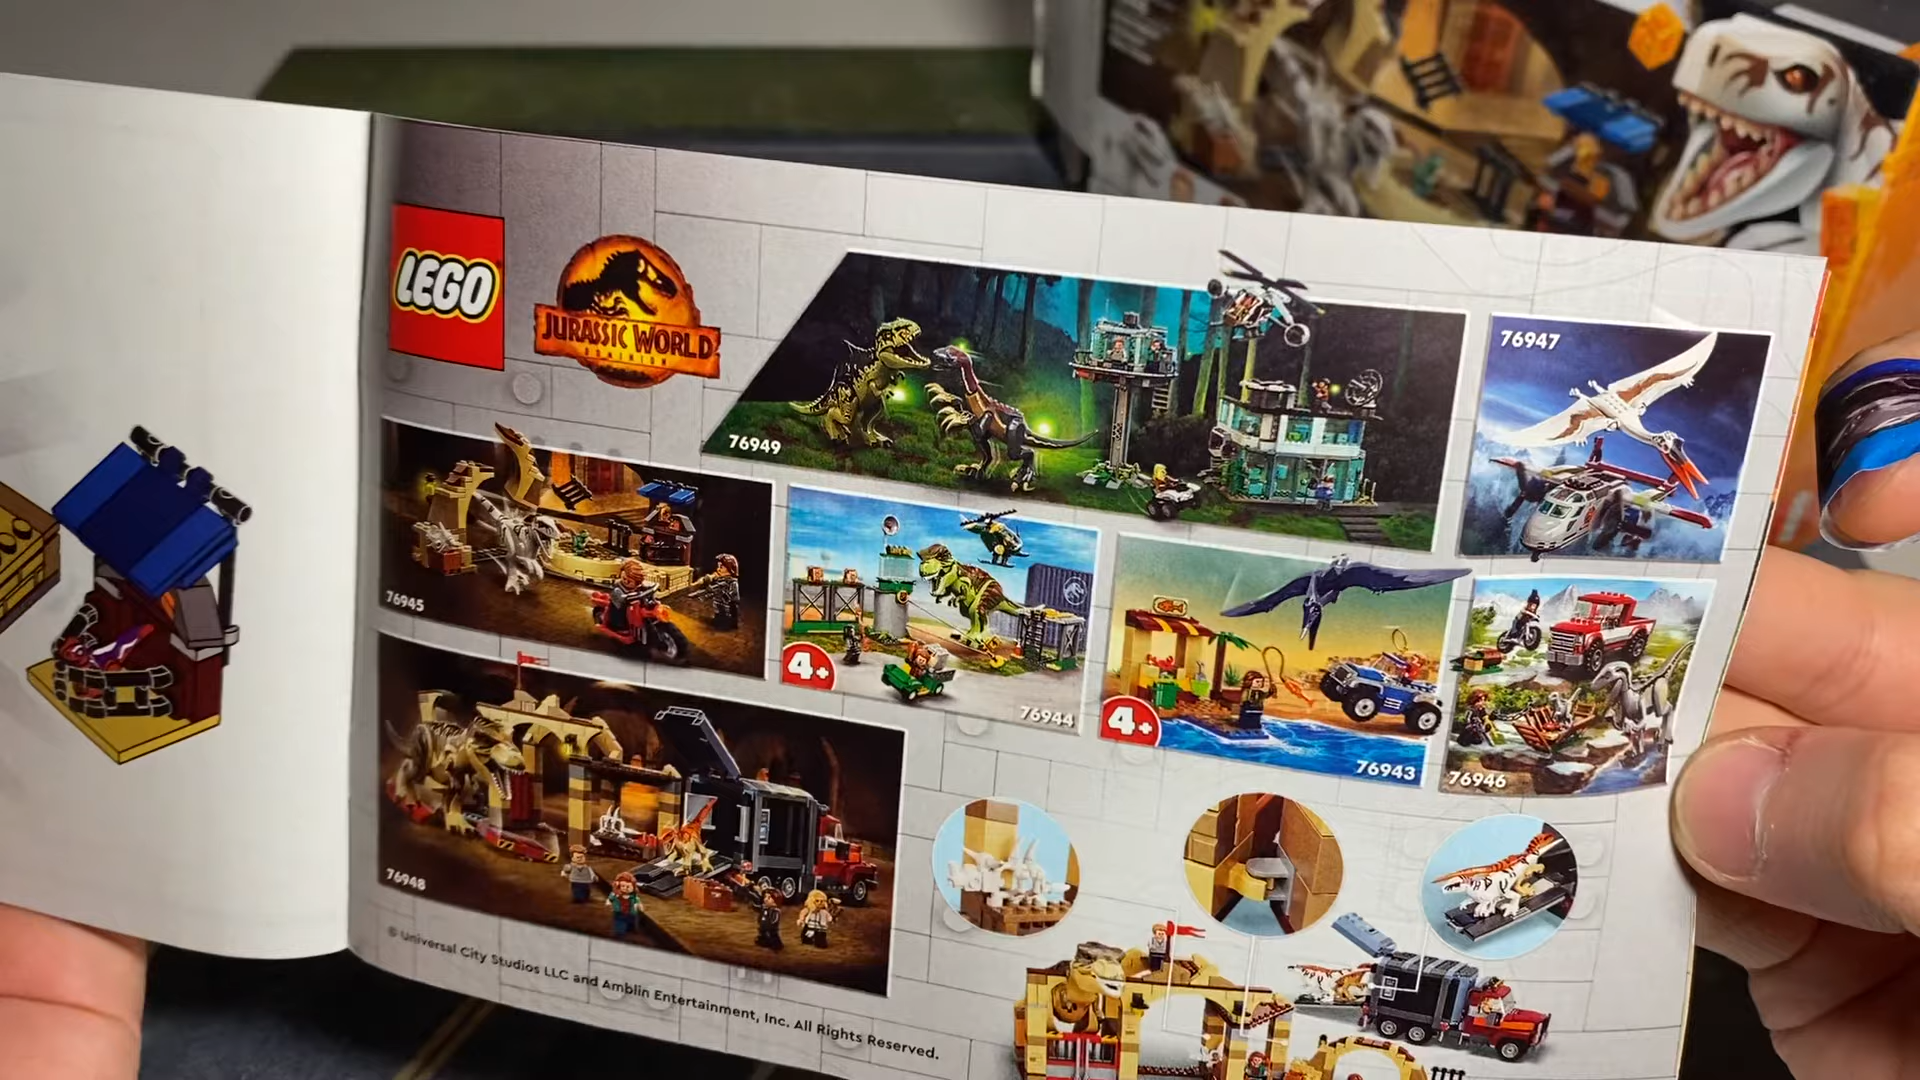 LEGO
JURASSIC WORLD
DOMINION
76949
76947
76945
4+
76944
4+
76943
76946
76948
© Universal City Studios LLC and Amblin Entertainment, Inc. All Rights Reserved.